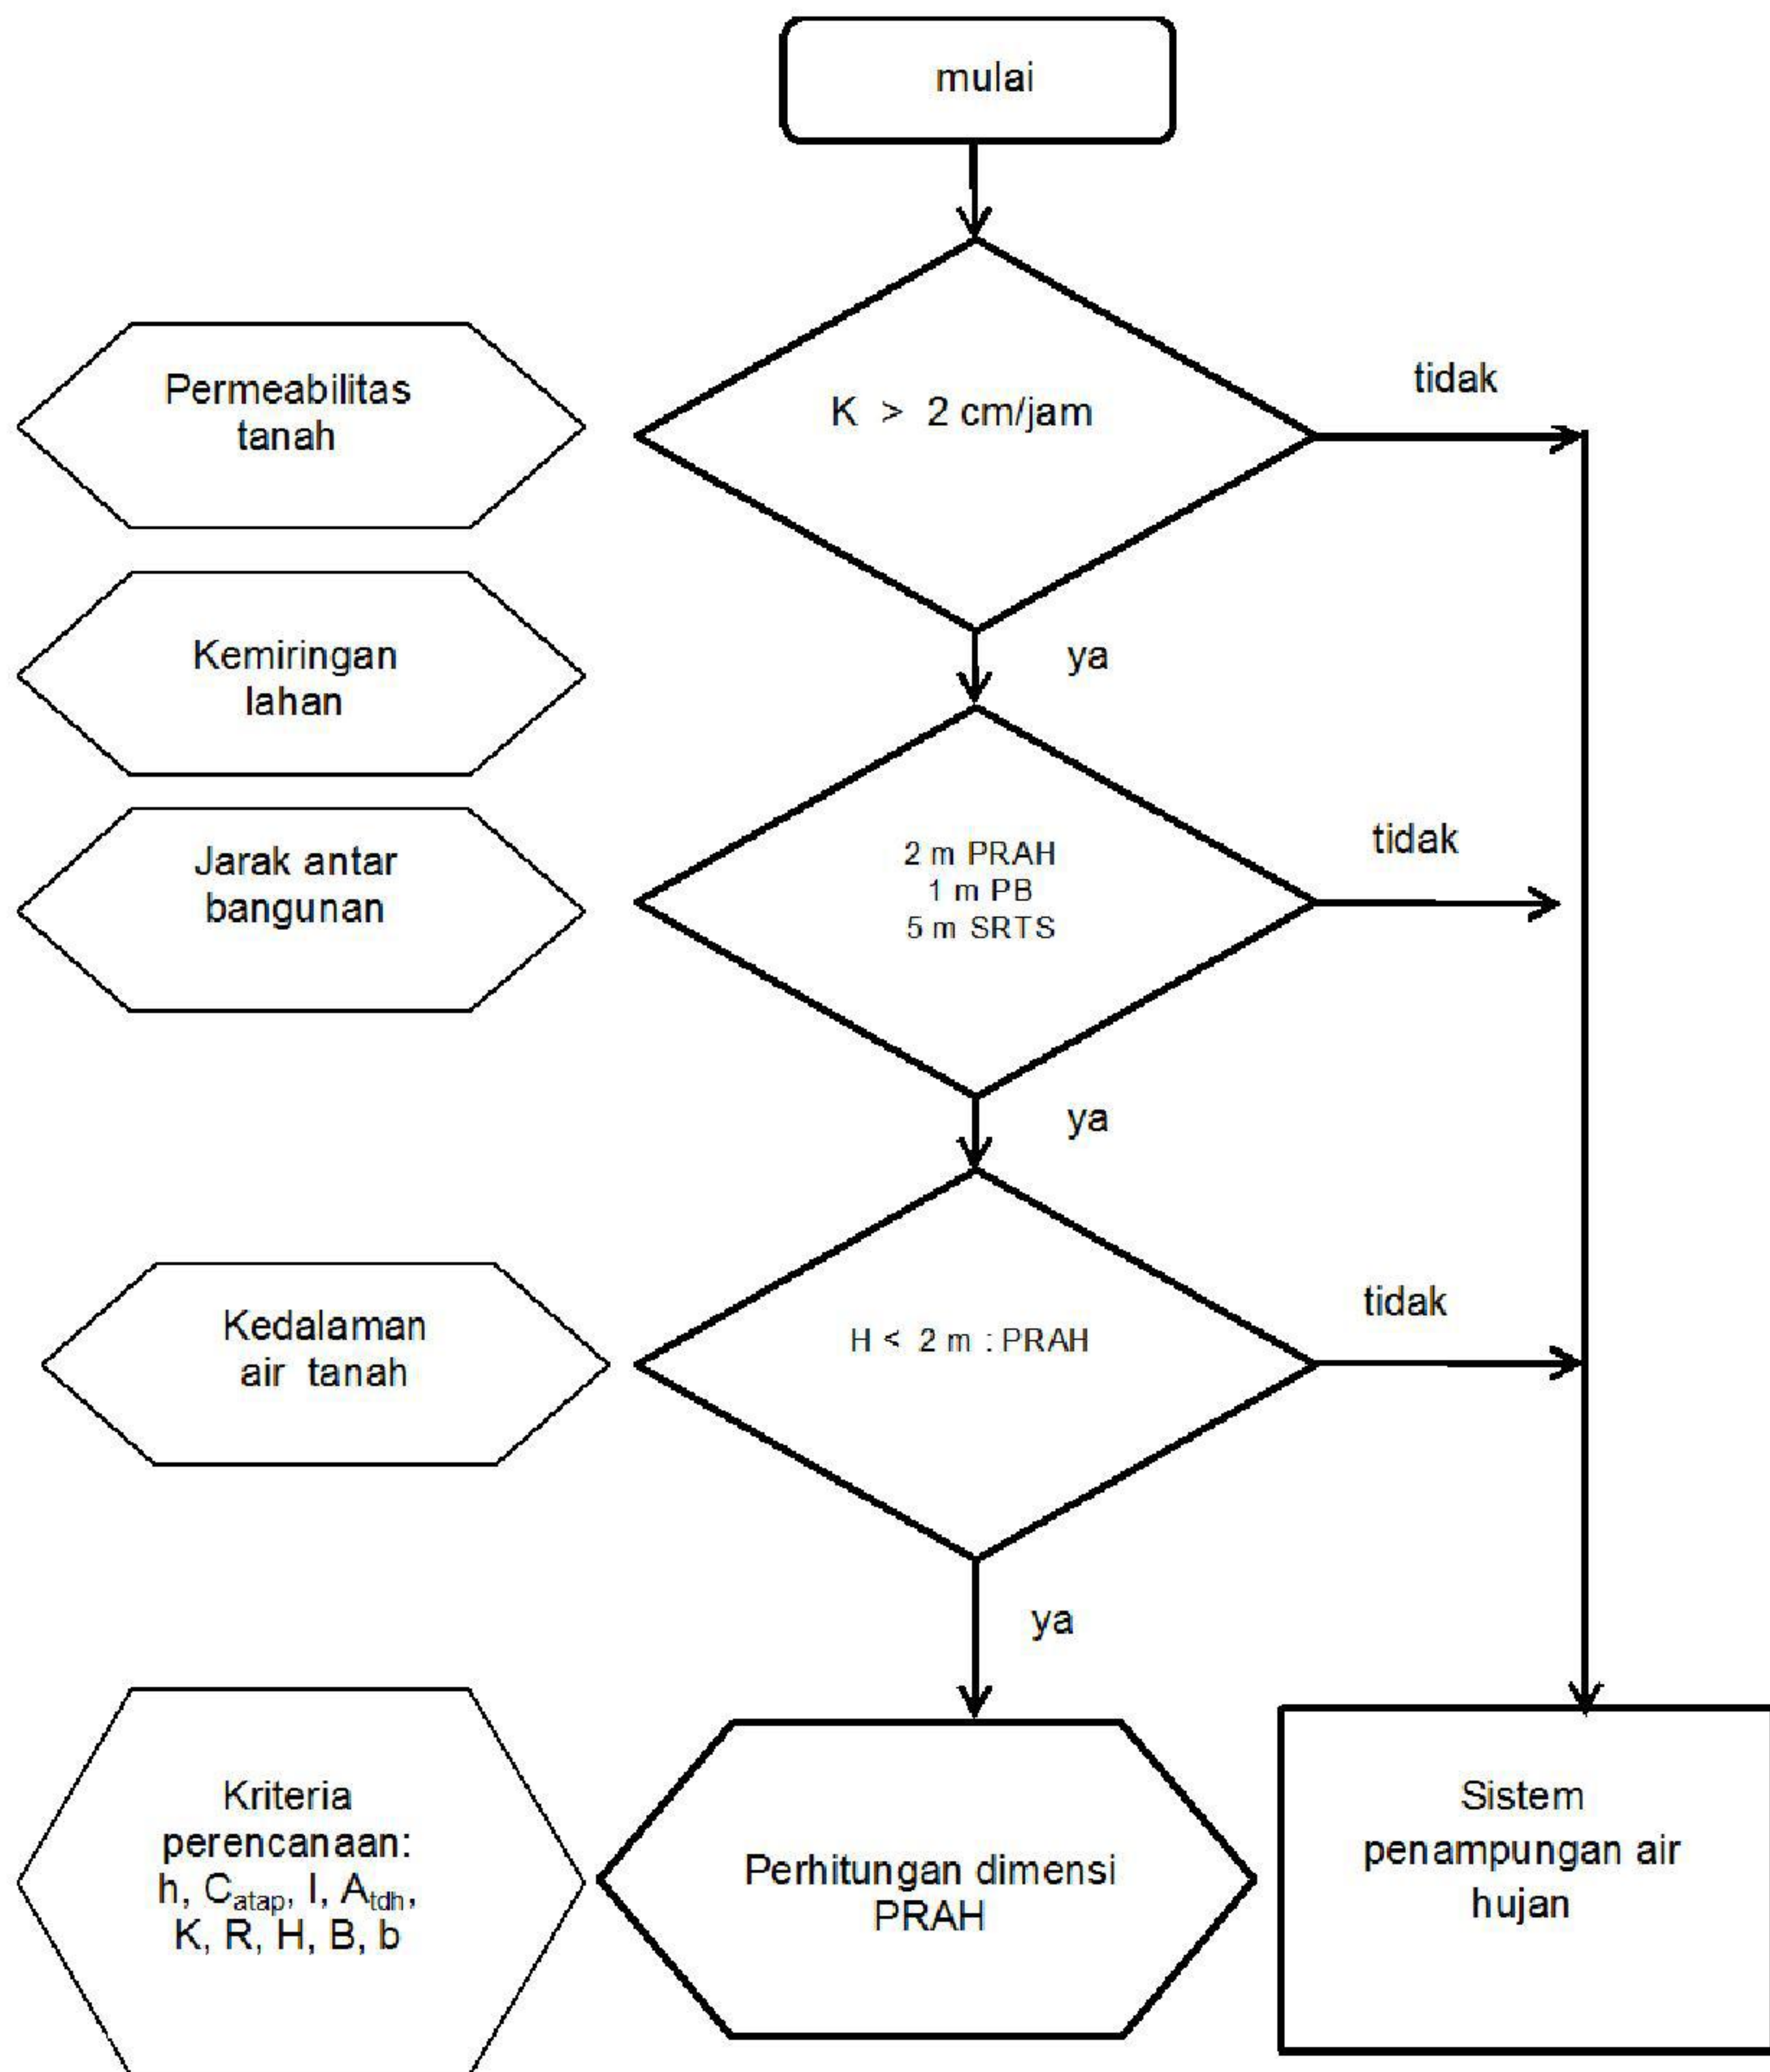 mulai
Permeabilitas
tanah
K > 2 cm/jam
tidak
ya
Kemiringan
lahan
Jarak antar
bangunan
2 m PRAH
1 m PB
5 m SRTS
tidak
ya
Kedalaman
air tanah
H < 2 m : PRAH
tidak
ya
Kriteria
perencanaan:
h, Catap, I, Atdh,
K, R, H, B, b
Perhitungan dimensi
PRAH
Sistem
penampungan air
hujan